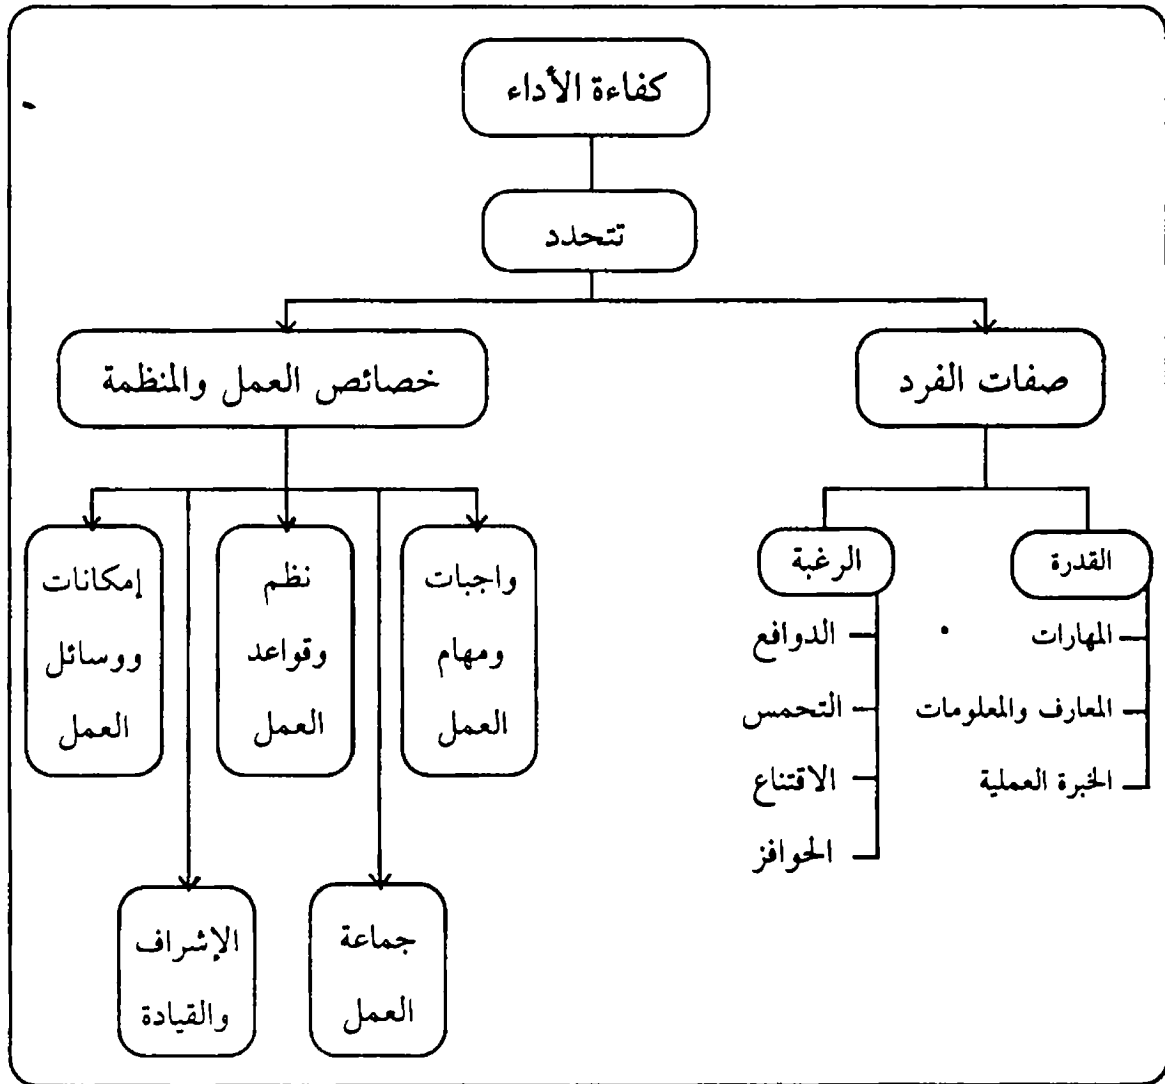 كفاءة الأداء
تتحدد
صفات الفرد
خصائص العمل والمنظمة
القدرة
المهارات
المعارف والمعلومات
الخبرة العملية
الرغبة
الدوافع
التحمس
الاقتناع
الحوافز
واجبات
ومهام
العمل
نظم
وقواعد
العمل
إمكانات
ووسائل
العمل
جماعة
العمل
الإشراف
والقيادة